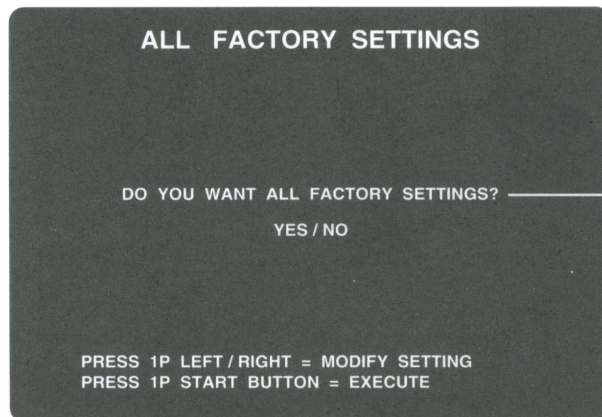 ALL FACTORY SETTINGS
DO YOU WANT ALL FACTORY SETTINGS?
YES / NO
PRESS 1P LEFT / RIGHT = MODIFY SETTING
PRESS 1P START BUTTON = EXECUTE